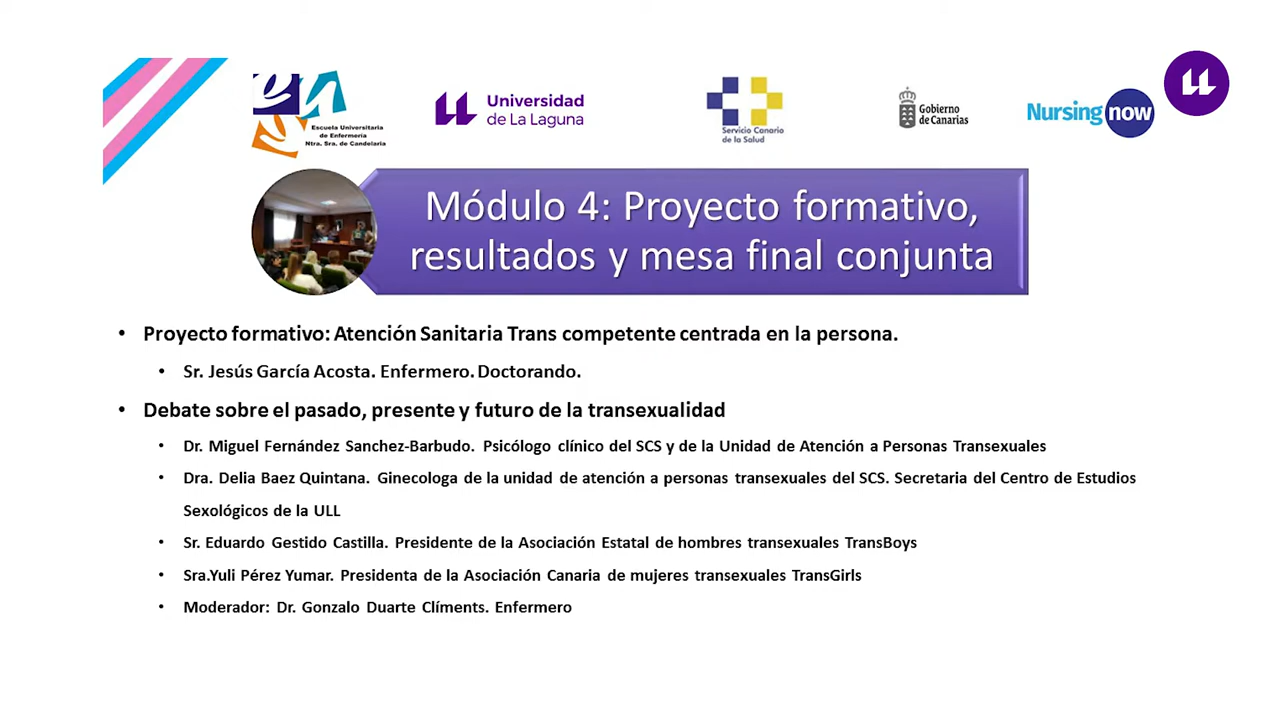 en
Escuela Universitaria
de Enfermería
Ntra. Sra. de Candelaria
Universidad
de La Laguna
Servicio Canario
de la Salud
Gobierno
de Canarias
Nursing now
Módulo 4: Proyecto formativo,
resultados y mesa final conjunta
• Proyecto formativo: Atención Sanitaria Trans competente centrada en la persona.
• Sr. Jesús García Acosta. Enfermero. Doctorando.
• Debate sobre el pasado, presente y futuro de la transexualidad
• Dr. Miguel Fernández Sanchez-Barbudo. Psicólogo clínico del SCS y de la Unidad de Atención a Personas Transexuales
• Dra. Delia Baez Quintana. Ginecologa de la unidad de atención a personas transexuales del SCS. Secretaria del Centro de Estudios
Sexológicos de la ULL
• Sr. Eduardo Gestido Castilla. Presidente de la Asociación Estatal de hombres transexuales TransBoys
• Sra.Yuli Pérez Yumar. Presidenta de la Asociación Canaria de mujeres transexuales TransGirls
• Moderador: Dr. Gonzalo Duarte Clíments. Enfermero